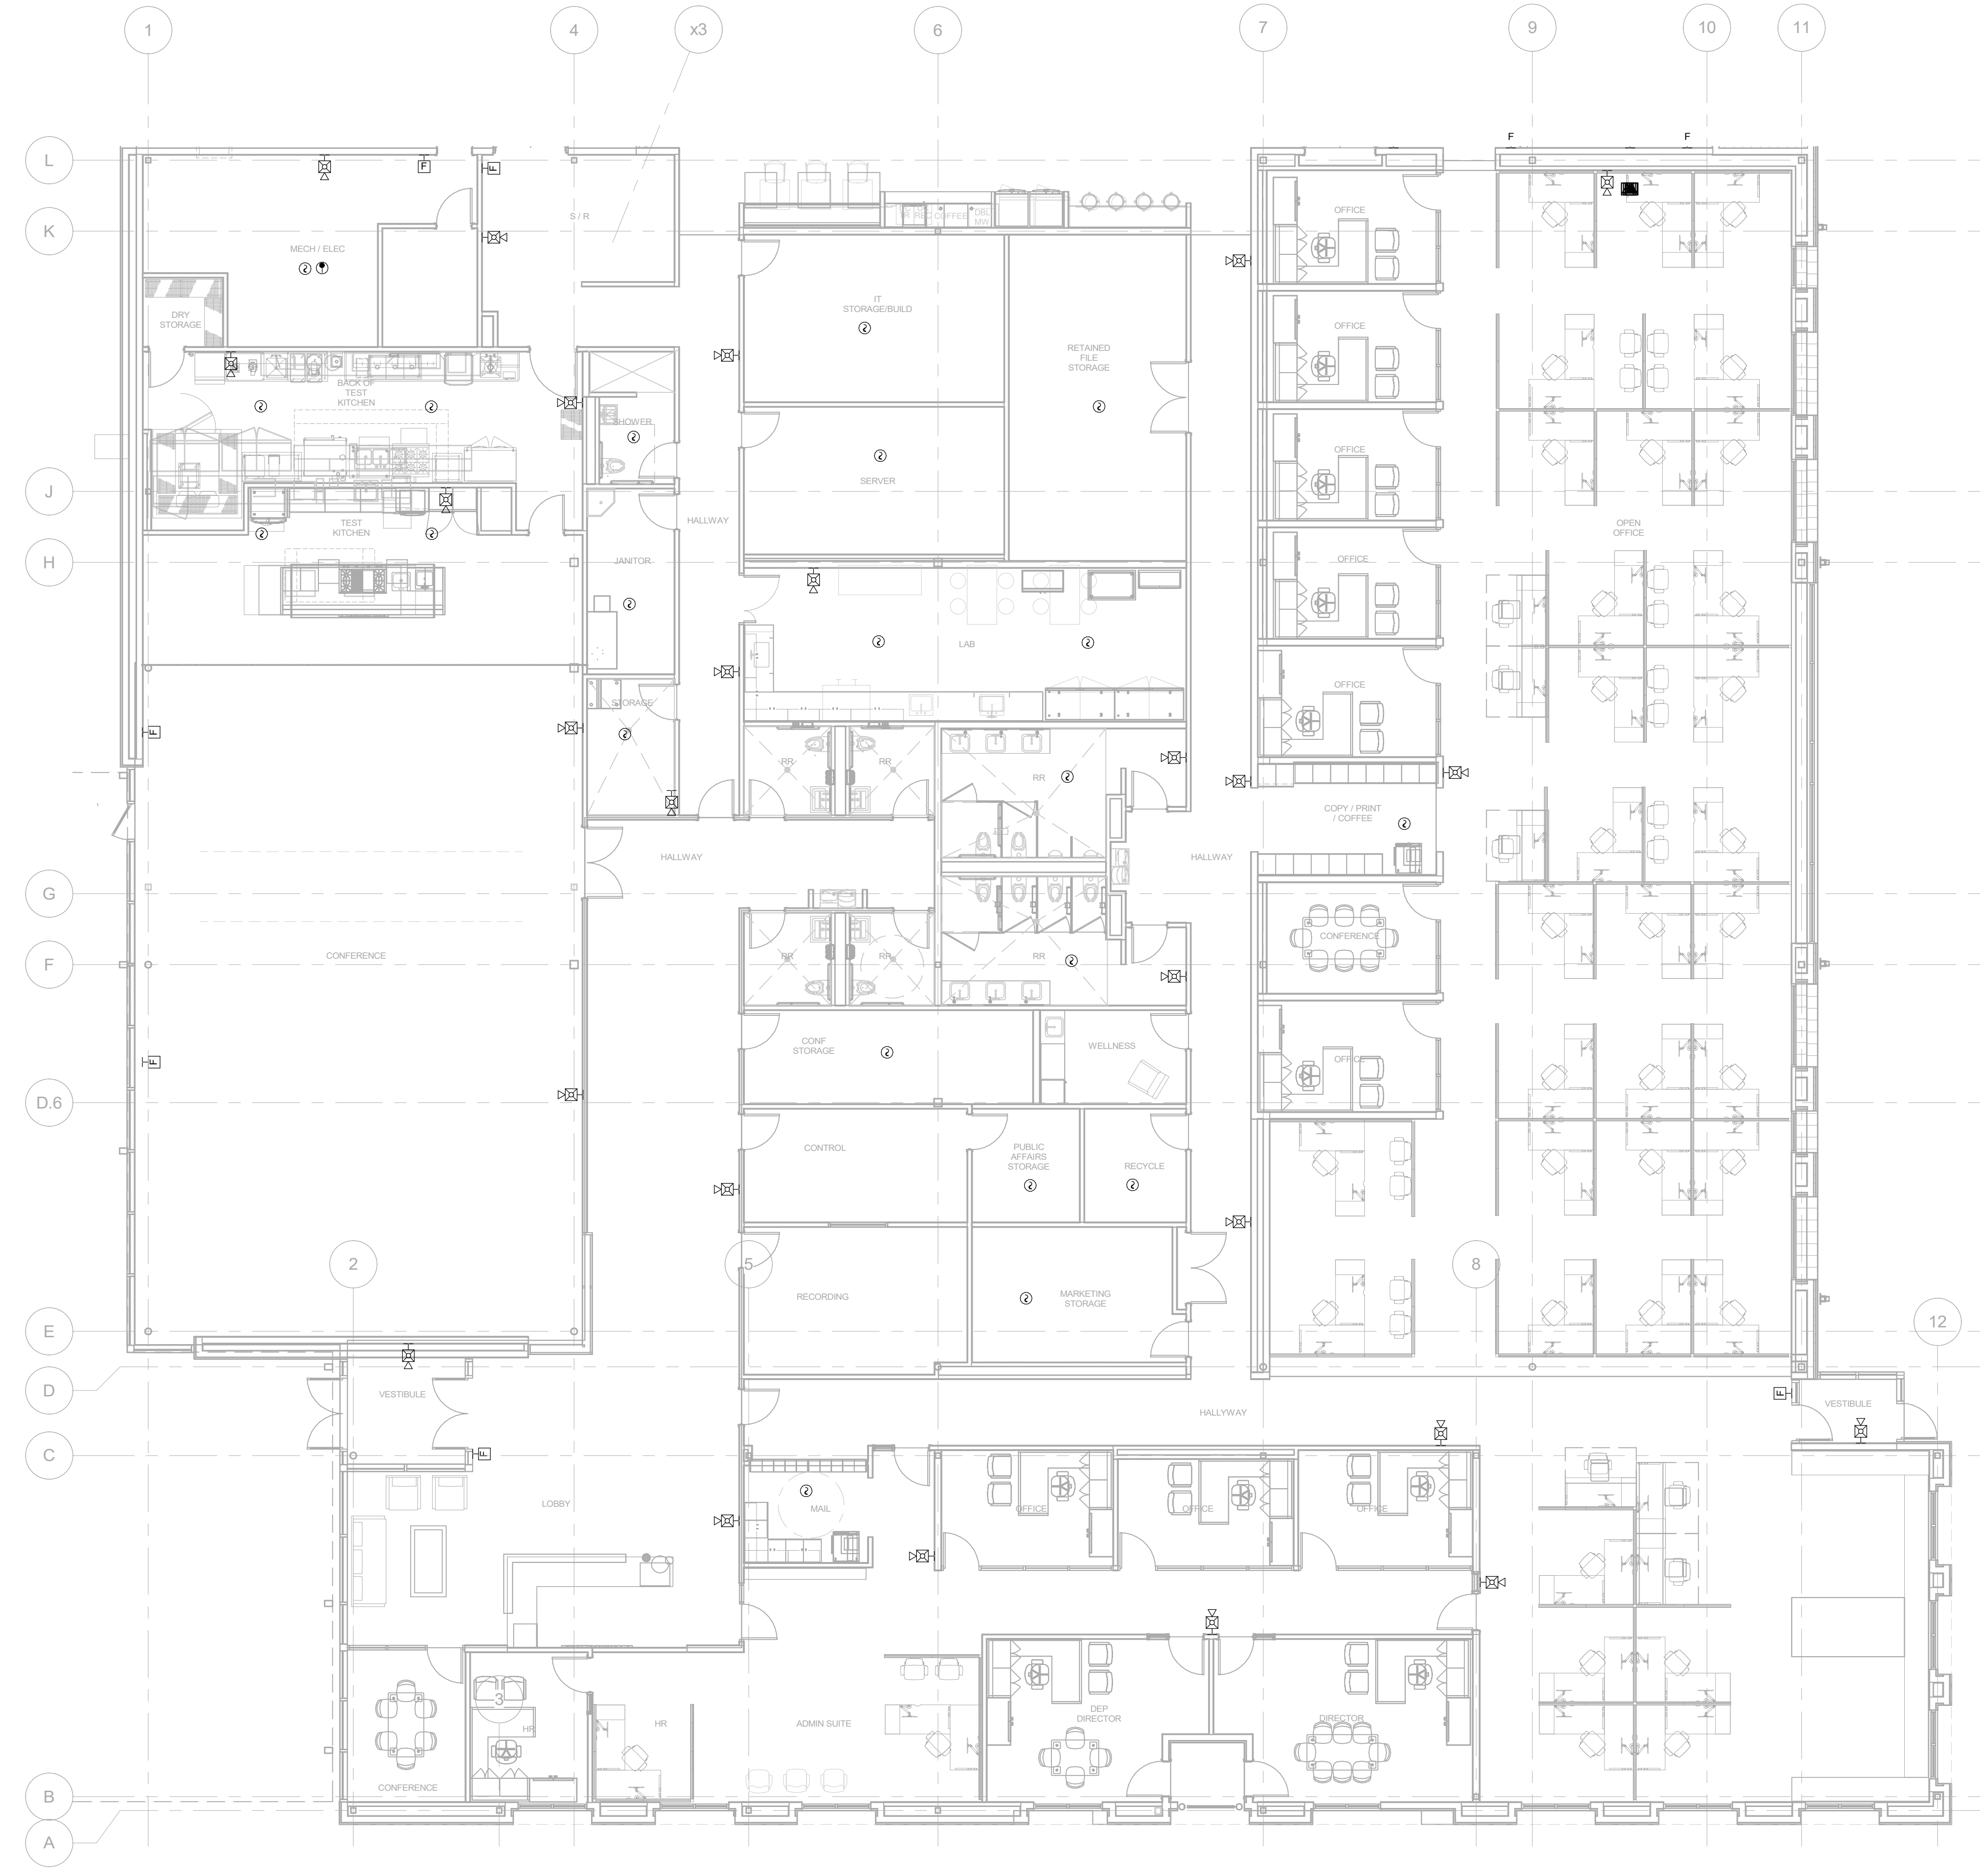 1
4
x3
6
7
9
10
11
F
F
L
F
F
S / R
OFFICE
K
MECH / ELEC
REC
COFFEE
DBL
MW
IT
STORAGE/BUILD
DRY
STORAGE
OFFICE
RETAINED
FILE
STORAGE
BACK OF
TEST
KITCHEN
SHOWER
OFFICE
J
SERVER
TEST
KITCHEN
HALLWAY
OPEN
OFFICE
H
JANITOR
OFFICE
LAB
OFFICE
STORAGE
F
RR
RR
RR
COPY / PRINT
/ COFFEE
HALLWAY
HALLWAY
G
CONFERENCE
F
CONFERENCE
RR
RR
RR
CONF
STORAGE
WELLNESS
F
OFFICE
D.6
CONTROL
PUBLIC
AFFAIRS
STORAGE
RECYCLE
2
5
8
RECORDING
MARKETING
STORAGE
E
12
D
VESTIBULE
F
VESTIBULE
HALLYWAY
C
F
LOBBY
MAIL
OFFICE
OFFICE
OFFICE
3
HR
HR
ADMIN SUITE
DEP
DIRECTOR
DIRECTOR
CONFERENCE
B
A